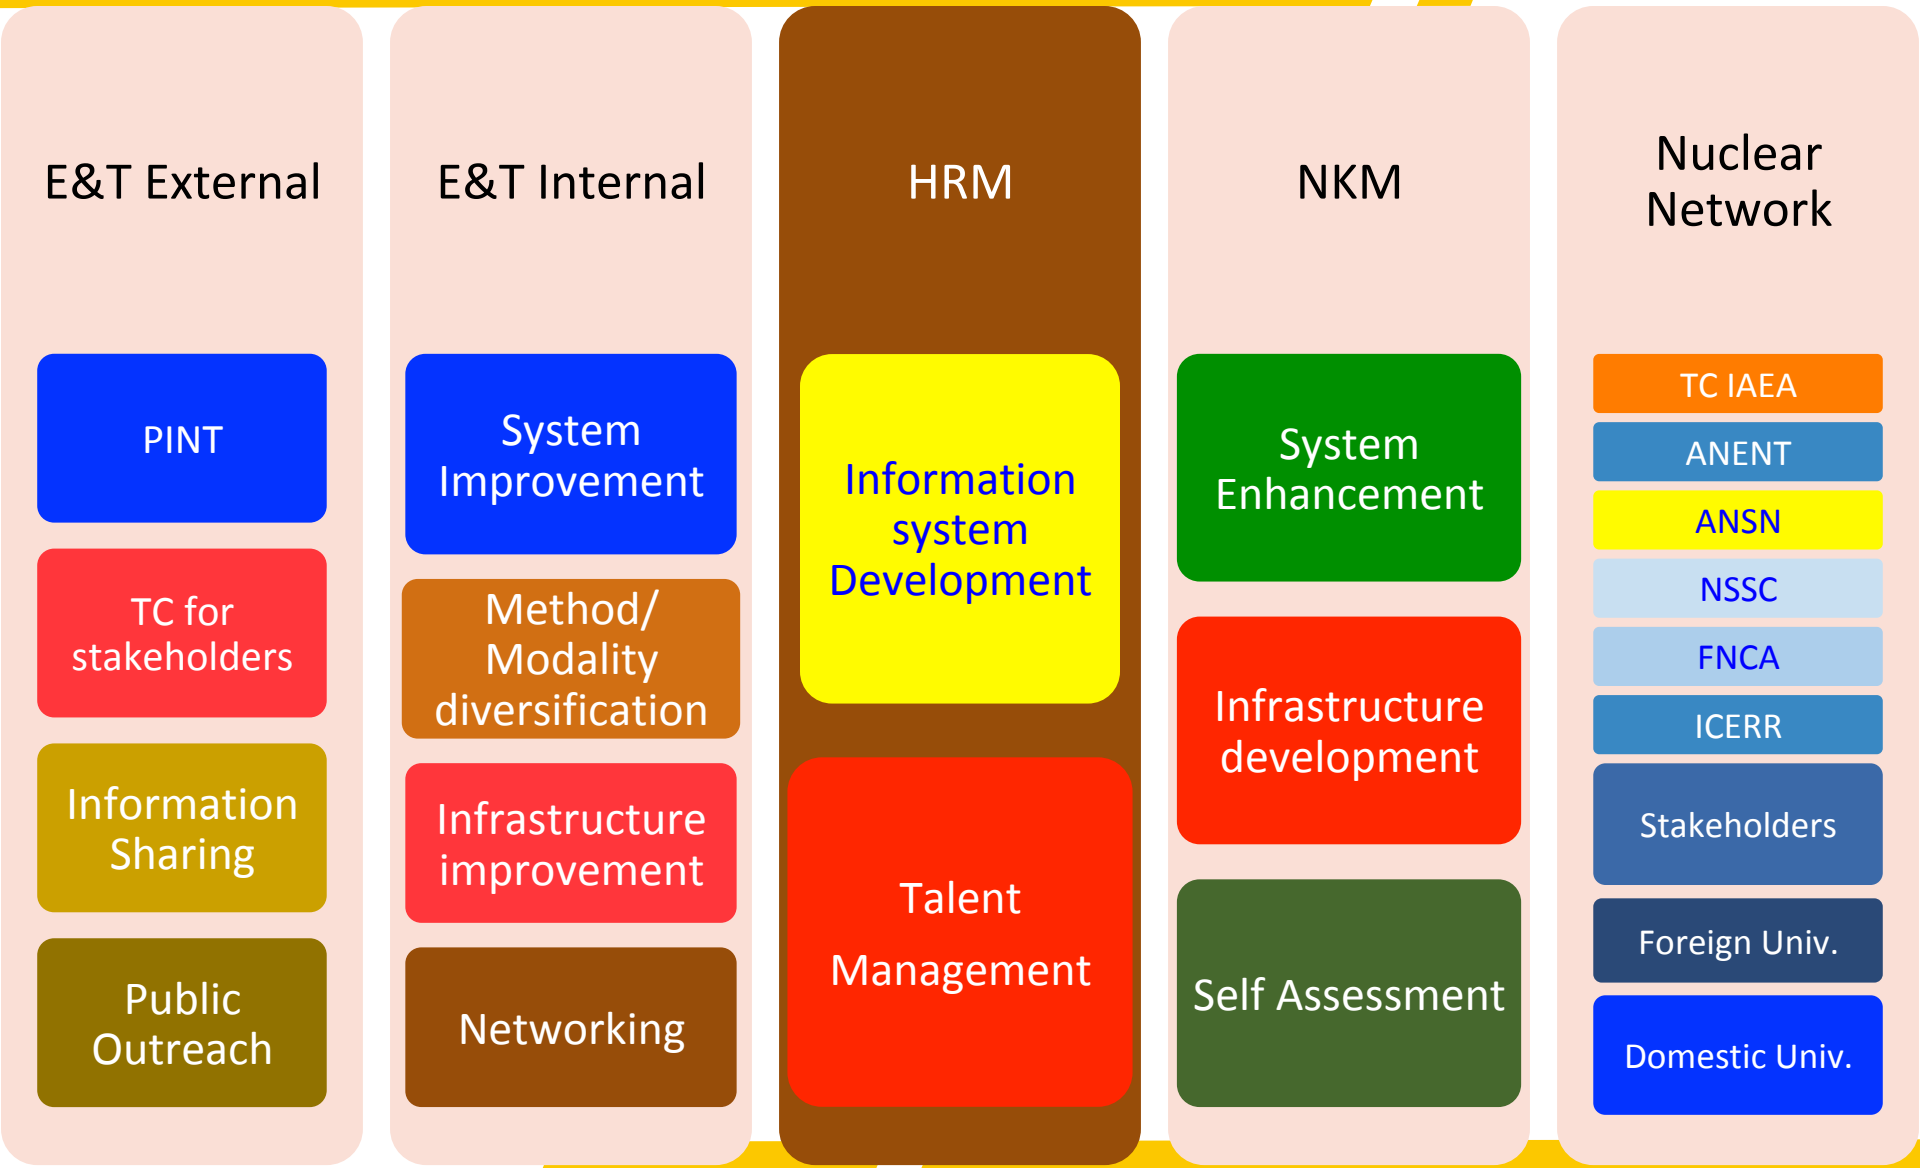 E&T External
PINT
TC for
stakeholders
Information
Sharing
Public
Outreach
E&T Internal
System
Improvement
Method/
Modality
diversification
Infrastructure
improvement
Networking
HRM
Information
system
Development
Talent
Management
NKM
System
Enhancement
Infrastructure
development
Self Assessment
Nuclear
Network
TC IAEA
ANENT
ANSN
NSSC
FNCA
ICERR
Stakeholders
Foreign Univ.
Domestic Univ.